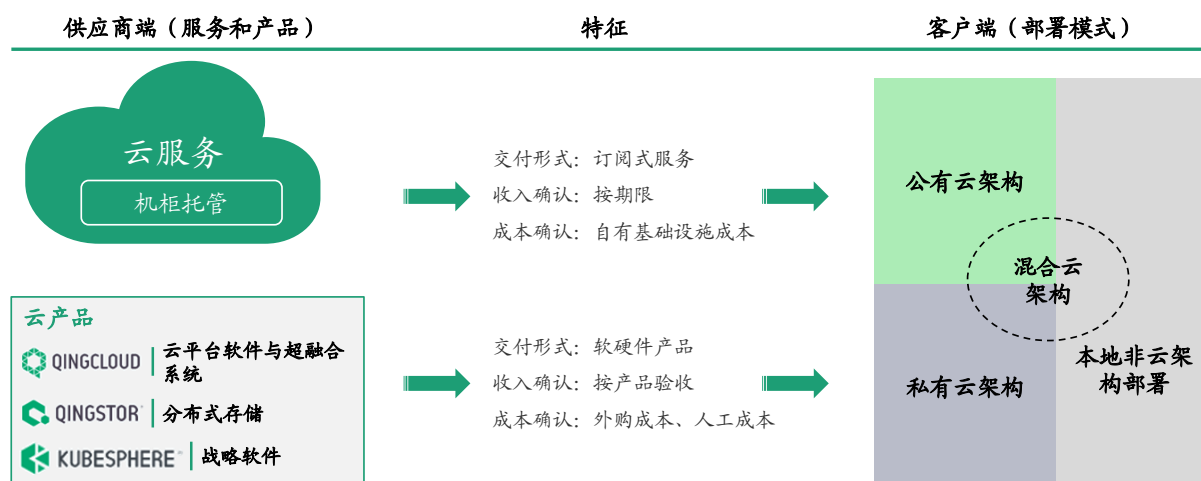 供应商端（服务和产品）
特征
客户端（部署模式）
云服务
机柜托管
交付形式：订阅式服务
收入确认：按期限
成本确认：自有基础设施成本
公有云架构
混合云
架构
云产品
QINGCLOUD
云平台软件与超融合
系统
QINGSTOR
分布式存储
KUBESPHERE
战略软件
交付形式：软硬件产品
收入确认：按产品验收
成本确认：外购成本、人工成本
私有云架构
本地非云架
构部署